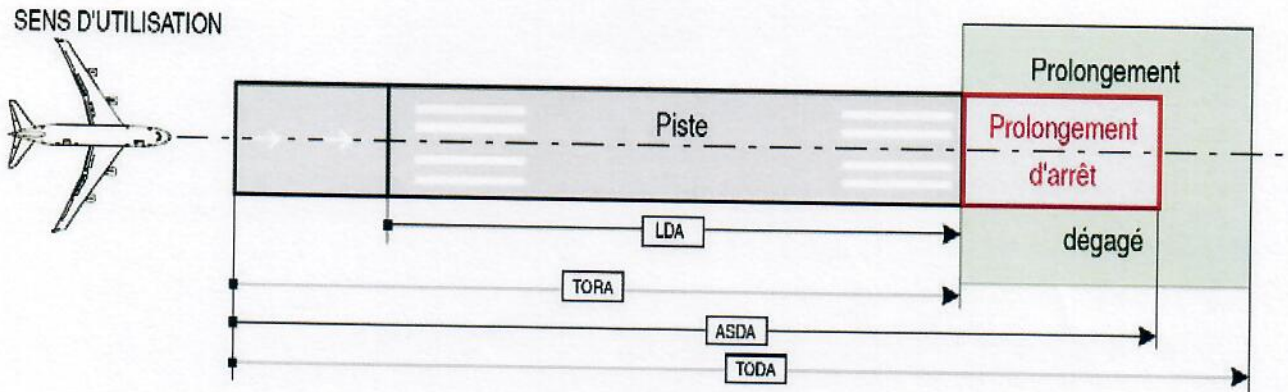 SENS D'UTILISATION
Prolongement
Piste
Prolongement
d'arrêt
dégagé
LDA
TORA
ASDA
TODA